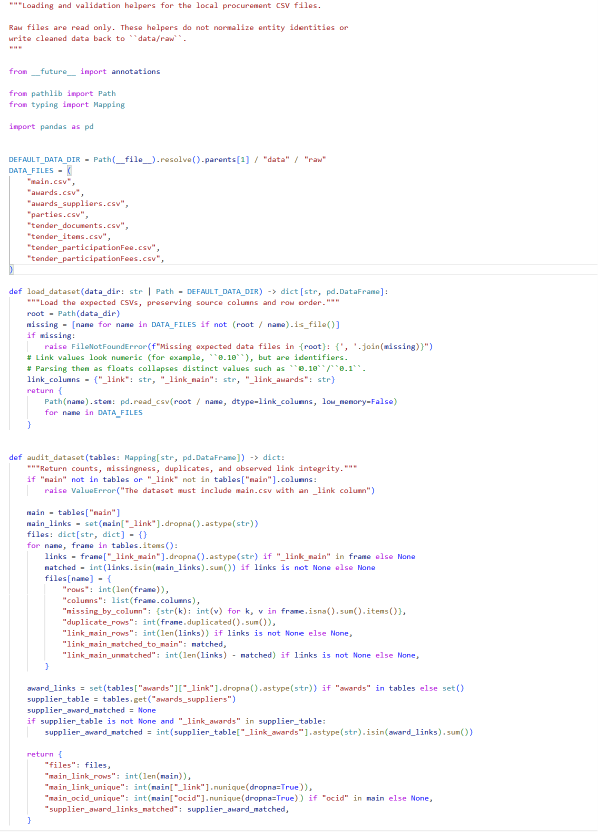 """Loading and validation helpers for the local procurement CSV files.

Raw files are read only. These helpers do not normalize entity identities or
write cleaned data back to ``data/raw``.
"""

from __future__ import annotations

from pathlib import Path
from typing import Mapping

import pandas as pd


DEFAULT_DATA_DIR = Path(__file__).resolve().parents[1] / "data" / "raw"
DATA_FILES = (
    "main.csv",
    "awards.csv",
    "awards_suppliers.csv",
    "parties.csv",
    "tender_documents.csv",
    "tender_items.csv",
    "tender_participationFee.csv",
    "tender_participationFees.csv",
)

def load_dataset(data_dir: str | Path = DEFAULT_DATA_DIR) -> dict[str, pd.DataFrame]:
    """Load the expected CSVs, preserving source columns and row order."""
    root = Path(data_dir)
    missing = [name for name in DATA_FILES if not (root / name).is_file()]
    if missing:
        raise FileNotFoundError(f"Missing expected data files in {root}: {', '.join(missing)}")
    # Link values look numeric (for example, ``0.10``), but are identifiers.
    # Parsing them as floats collapses distinct values such as ``0.10``/``0.1``.
    link_columns = {"_link": str, "_link_main": str, "_link_awards": str}
    return {
        Path(name).stem: pd.read_csv(root / name, dtype=link_columns, low_memory=False)
        for name in DATA_FILES
    }


def audit_dataset(tables: Mapping[str, pd.DataFrame]) -> dict:
    """Return counts, missingness, duplicates, and observed link integrity."""
    if "main" not in tables or "_link" not in tables["main"].columns:
        raise ValueError("The dataset must include main.csv with an _link column")

    main = tables["main"]
    main_links = set(main["_link"].dropna().astype(str))
    files: dict[str, dict] = {}
    for name, frame in tables.items():
        links = frame["_link_main"].dropna().astype(str) if "_link_main" in frame else None
        matched = int(links.isin(main_links).sum()) if links is not None else None
        files[name] = {
            "rows": int(len(frame)),
            "columns": list(frame.columns),
            "missing_by_column": {str(k): int(v) for k, v in frame.isna().sum().items()},
            "duplicate_rows": int(frame.duplicated().sum()),
            "link_main_rows": int(len(links)) if links is not None else None,
            "link_main_matched_to_main": matched,
            "link_main_unmatched": int(len(links) - matched) if links is not None else None,
        }

    award_links = set(tables["awards"]["_link"].dropna().astype(str)) if "awards" in tables else set()
    supplier_table = tables.get("awards_suppliers")
    supplier_award_matched = None
    if supplier_table is not None and "_link_awards" in supplier_table:
        supplier_award_matched = int(supplier_table["_link_awards"].astype(str).isin(award_links).sum())

    return {
        "files": files,
        "main_link_rows": int(len(main)),
        "main_link_unique": int(main["_link"].nunique(dropna=True)),
        "main_ocid_unique": int(main["ocid"].nunique(dropna=True)) if "ocid" in main else None,
        "supplier_award_links_matched": supplier_award_matched,
    }